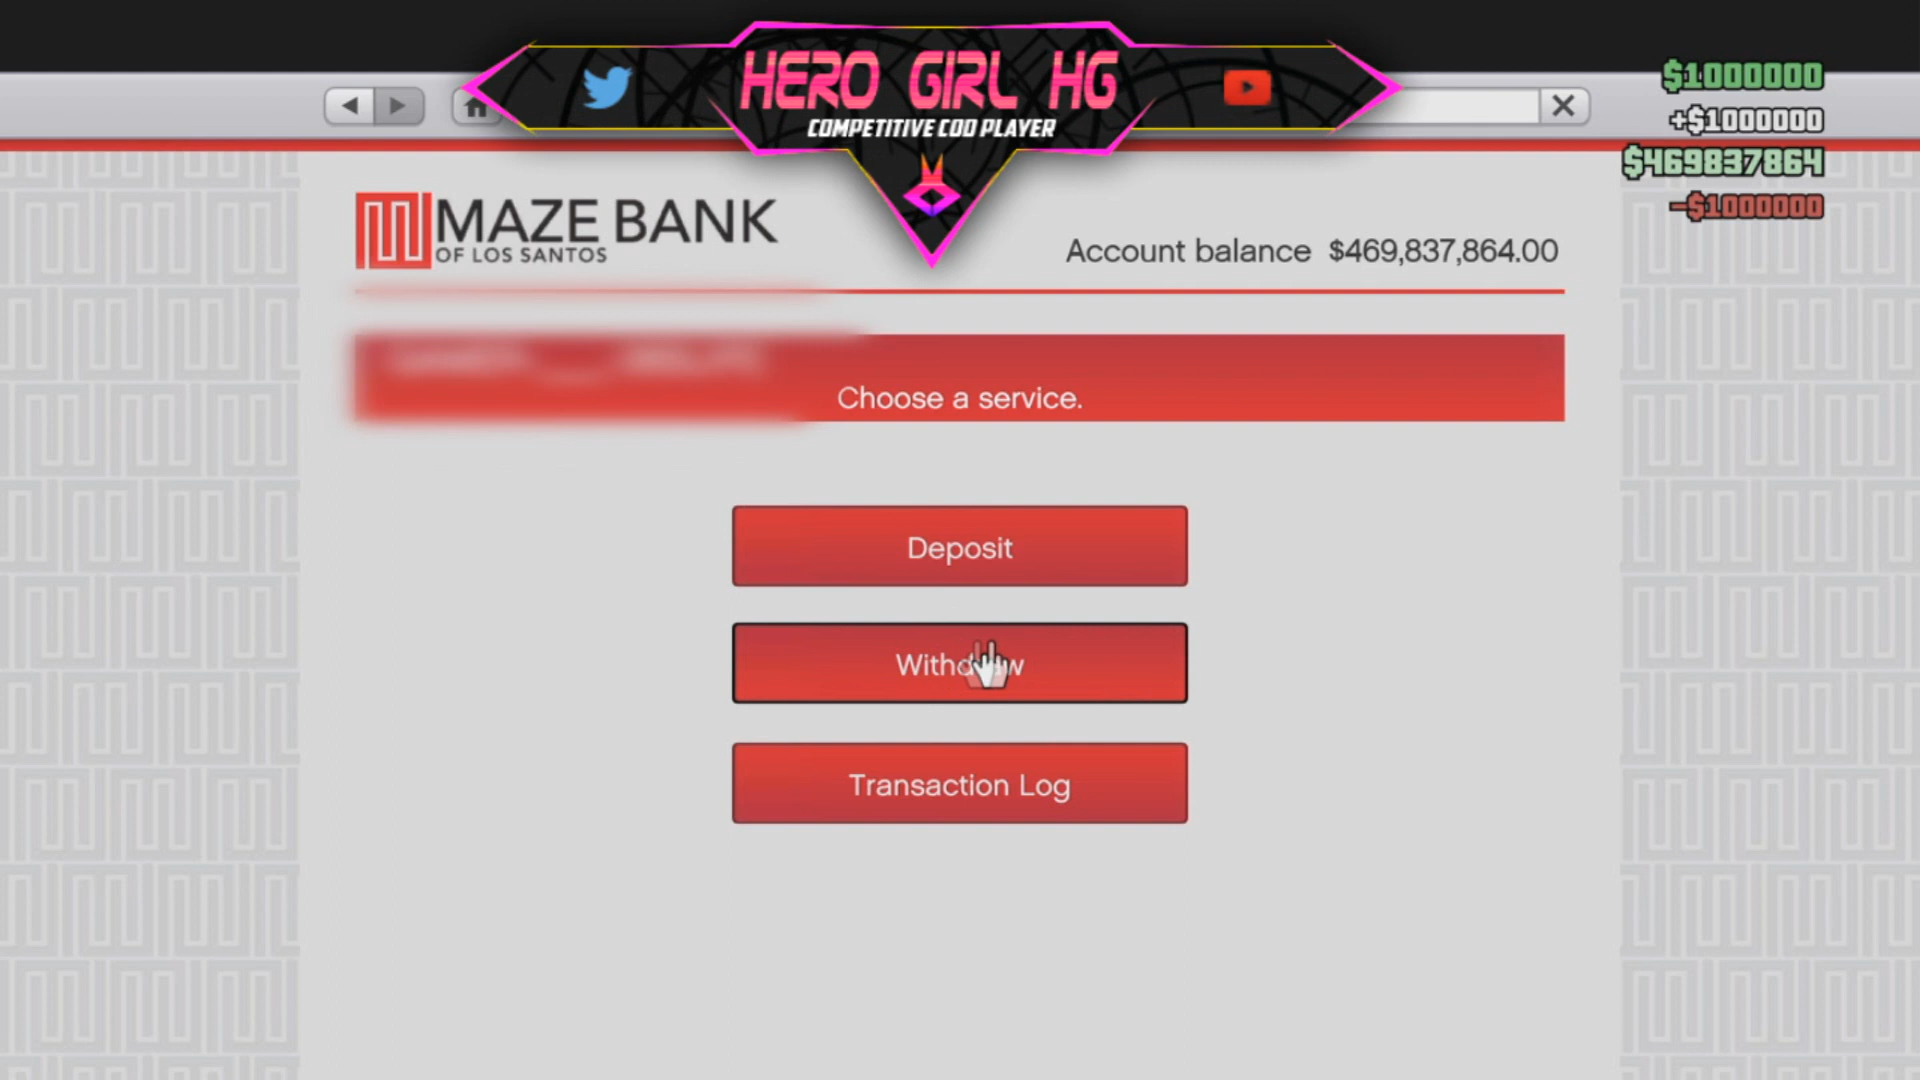 HERO GIRL HG
COMPETITIVE COD PLAYER
$1000000
+$1000000
$469837864
-$1000000
MAZE BANK
OF LOS SANTOS
Account balance $469,837,864.00
Choose a service.
Deposit
Withdraw
Transaction Log